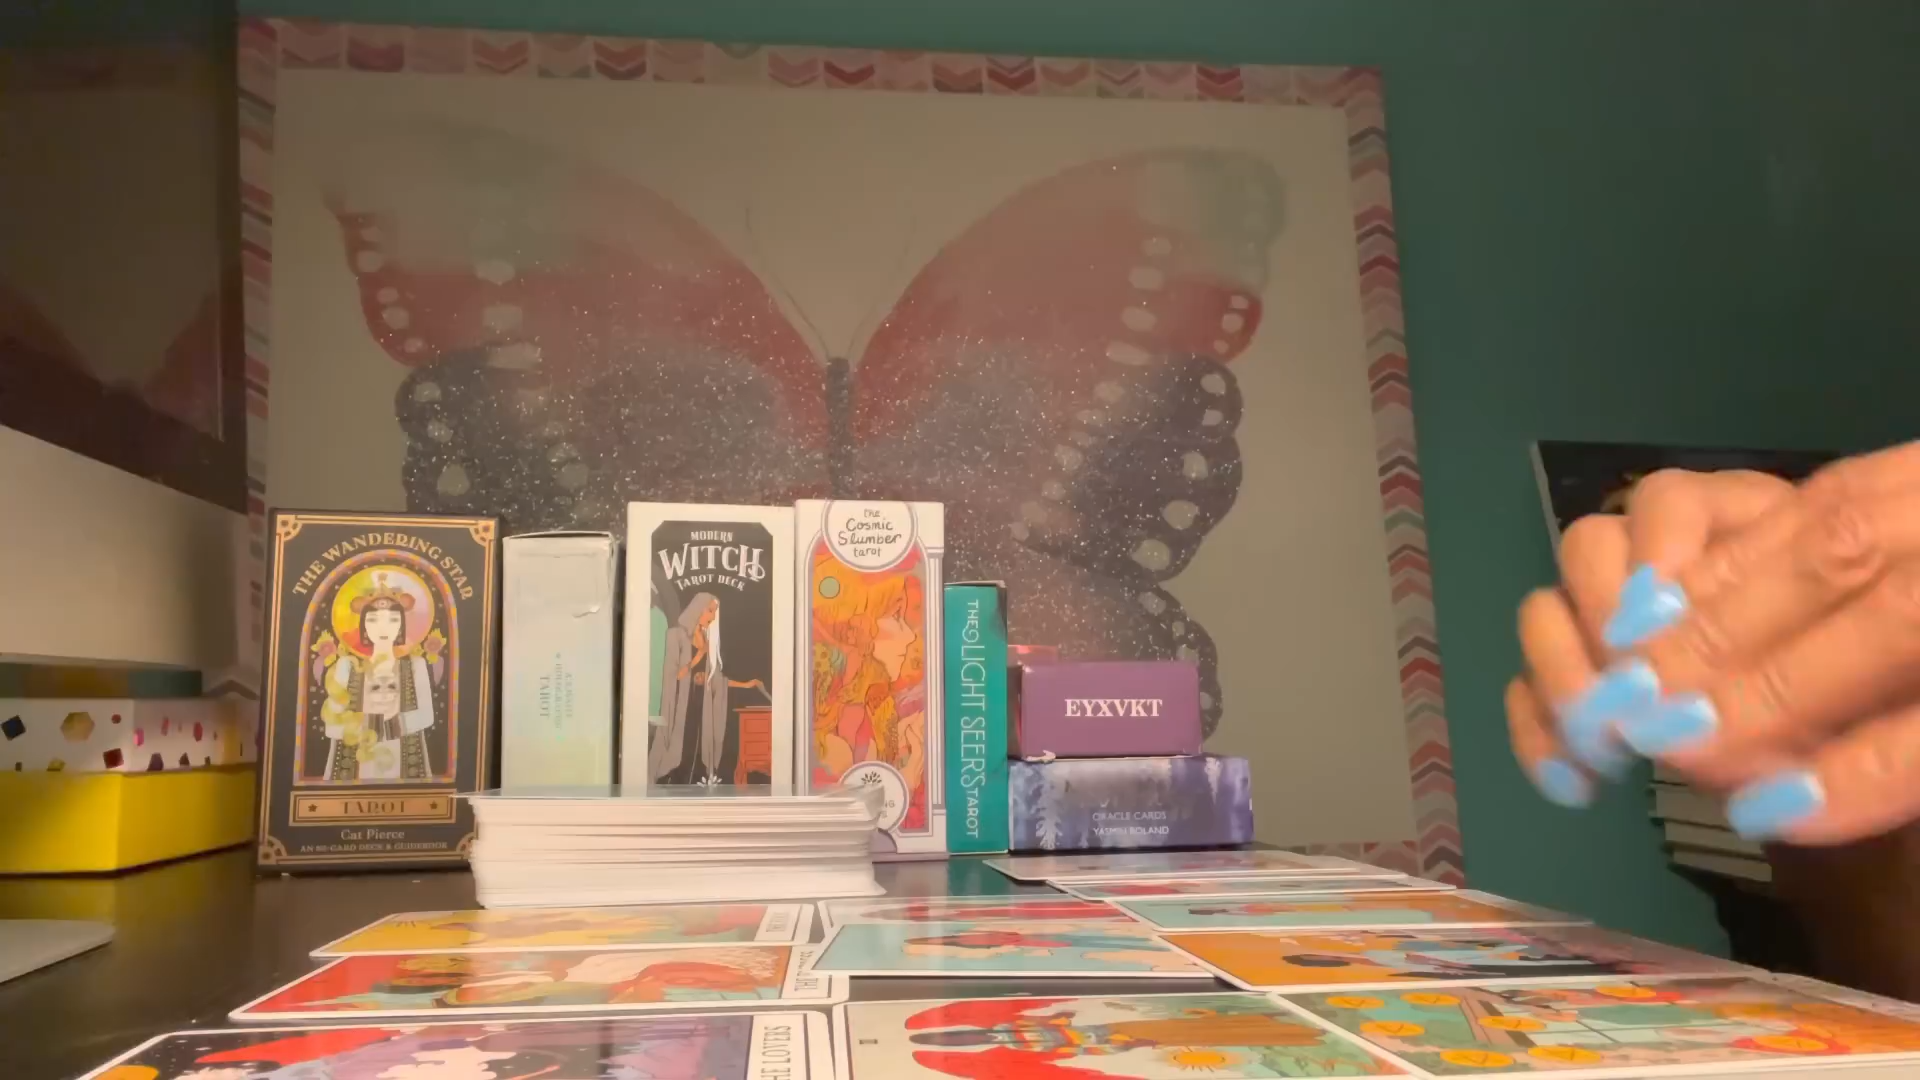 THE WANDERING STAR
TAROT
Cat Pierce
AN 80-CARD DECK & GUIDEBOOK
TAROT
MODERN
WITCH
TAROT DECK
the
Cosmic
Slumber
tarot
THE LIGHT SEER'S TAROT
EYXVKT
ORACLE CARDS
YASMIN BOLAND
THE LOVERS